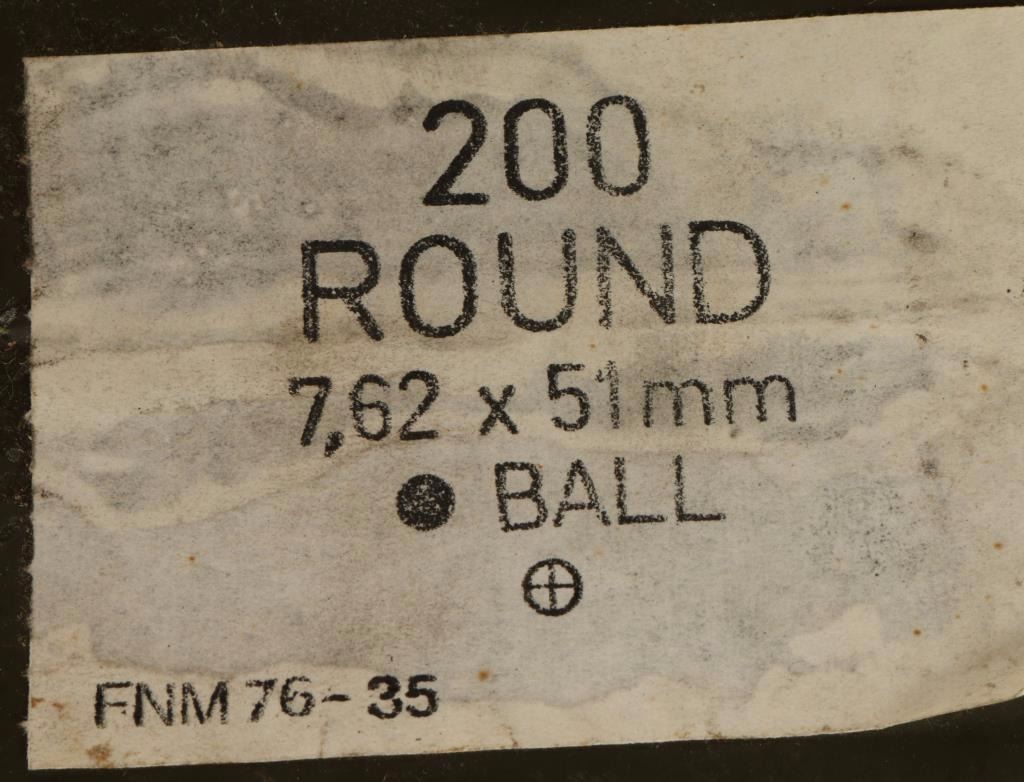 200
ROUND
7,62 x 51mm
● BALL
⊕
FNM 76-35